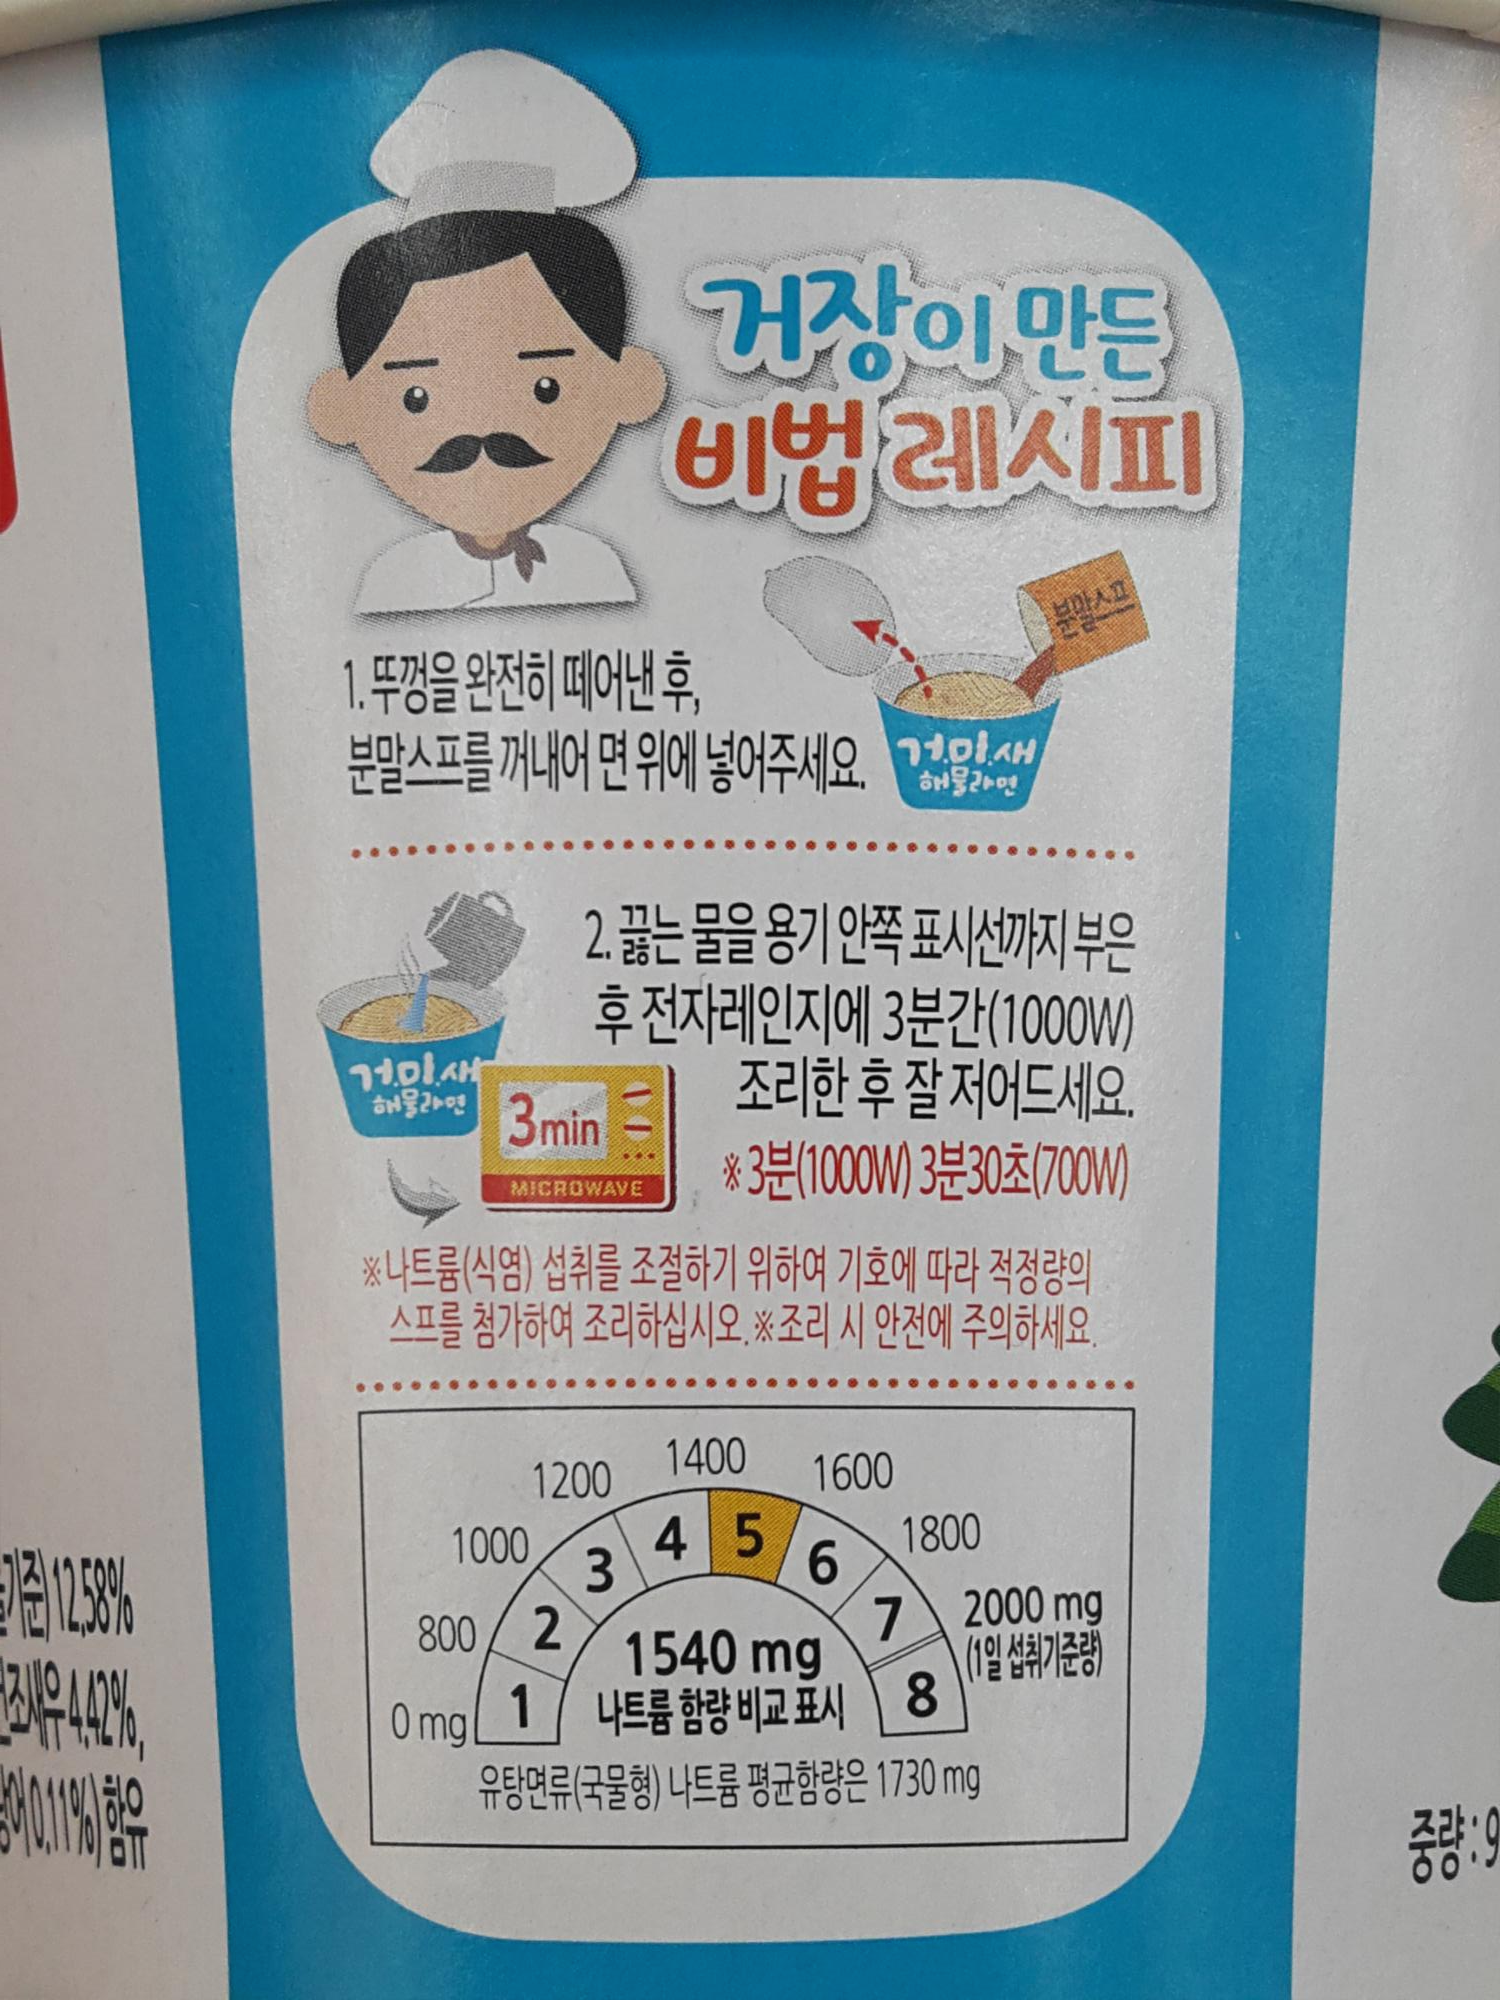 거장이 만든
비법 레시피
분말스프
1. 뚜껑을 완전히 떼어낸 후,
분말스프를 꺼내어 면 위에 넣어주세요.
거.미.새
해물라면
2. 끓는 물을 용기 안쪽 표시선까지 부은
후 전자레인지에 3분간(1000W)
조리한 후 잘 저어드세요.
거.미.새
해물라면
3min
MICROWAVE
※3분(1000W) 3분30초(700W)
※나트륨(식염) 섭취를 조절하기 위하여 기호에 따라 적정량의
스프를 첨가하여 조리하십시오.※조리 시 안전에 주의하세요.
0 mg 800 1000 1200 1400 1600 1800 2000 mg
(1일 섭취기준량)
1 2 3 4 5 6 7 8
1540 mg
나트륨 함량 비교 표시
유탕면류(국물형) 나트륨 평균함량은 1730 mg
12.58%
4.42%,
0.11%) 함유
중량 : 9